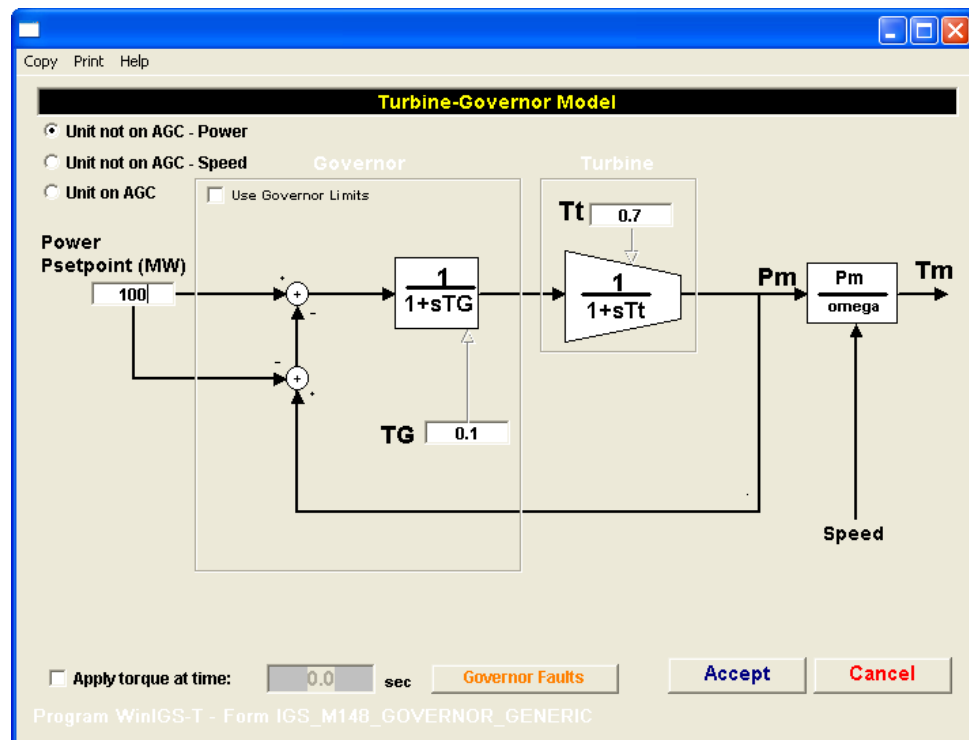 Copy Print Help
Turbine-Governor Model
Unit not on AGC - Power
Unit not on AGC - Speed
Unit on AGC
Governor
Turbine
Use Governor Limits
Tt 0.7
Power
Psetpoint (MW)
100
+
-
1
1+sTG
1
1+sTt
Pm
Pm
omega
Tm
-
+
+
+
TG 0.1
Speed
Apply torque at time: 0.0 sec
Governor Faults
Accept
Cancel
Program WinIGS-T - Form IGS_M148_GOVERNOR_GENERIC